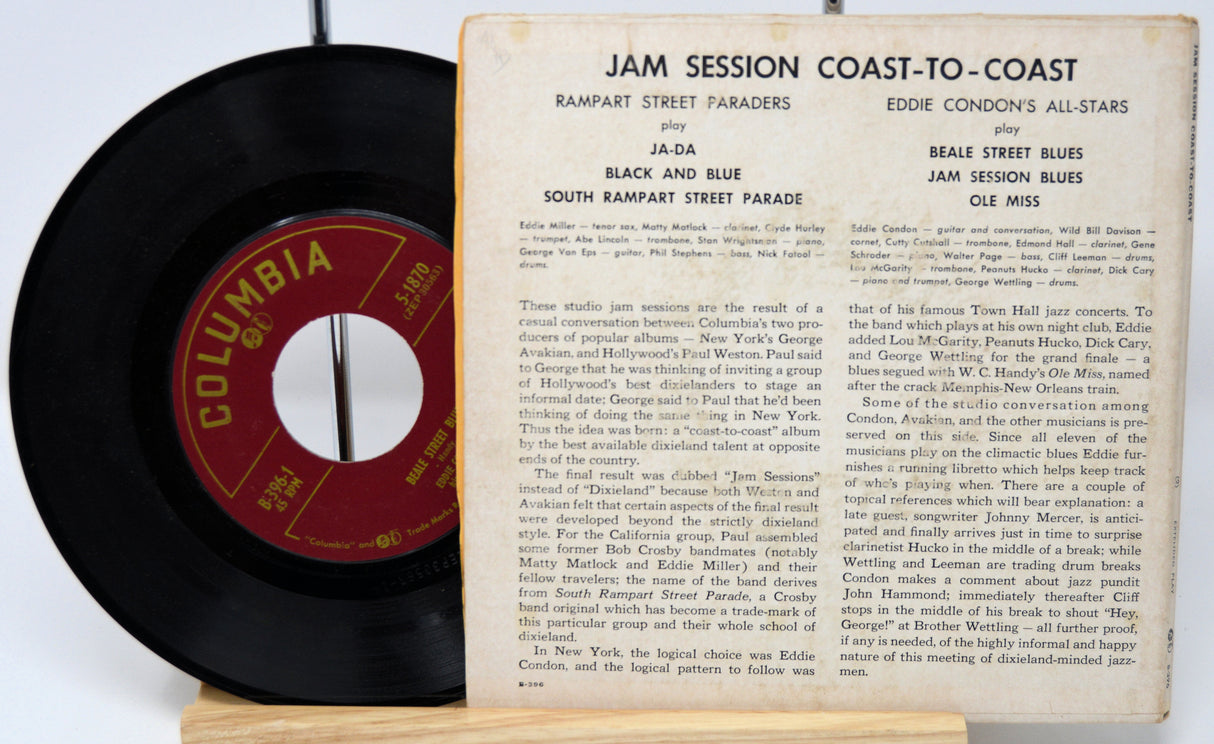 COLUMBIA
5-1870
(ZEP 30563)
B-396-1
45 RPM
BEALE STREET
"Columbia" and
Trade Marks
JAM SESSION COAST-TO-COAST
RAMPART STREET PARADERS
play
JA-DA
BLACK AND BLUE
SOUTH RAMPART STREET PARADE
Eddie Miller — tenor sax, Matty Matlock — clarinet, Clyde Hurley
— trumpet, Abe Lincoln — trombone, Stan Wrightsman — piano,
George Van Eps — guitar, Phil Stephens — bass, Nick Fatool —
drums.
These studio jam sessions are the result of a
casual conversation between Columbia's two pro-
ducers of popular albums — New York's George
Avakian, and Hollywood's Paul Weston. Paul said
to George that he was thinking of inviting a group
of Hollywood's best dixielanders to stage an
informal date; George said to Paul that he'd been
thinking of doing the same thing in New York.
Thus the idea was born: a "coast-to-coast" album
by the best available dixieland talent at opposite
ends of the country.
The final result was dubbed "Jam Sessions"
instead of "Dixieland" because both Weston and
Avakian felt that certain aspects of the final result
were developed beyond the strictly dixieland
style. For the California group, Paul assembled
some former Bob Crosby bandmates (notably
Matty Matlock and Eddie Miller) and their
fellow travelers; the name of the band derives
from South Rampart Street Parade, a Crosby
band original which has become a trade-mark of
this particular group and their whole school of
dixieland.
In New York, the logical choice was Eddie
Condon, and the logical pattern to follow was
B-396
EDDIE CONDON'S ALL-STARS
play
BEALE STREET BLUES
JAM SESSION BLUES
OLE MISS
Eddie Condon — guitar and conversation, Wild Bill Davison —
cornet, Cutty Cutshall — trombone, Edmond Hall — clarinet, Gene
Schroder — piano, Walter Page — bass, Cliff Leeman — drums,
Lou McGarity — trombone, Peanuts Hucko — clarinet, Dick Cary
— piano and trumpet, George Wettling — drums.
that of his famous Town Hall jazz concerts. To
the band which plays at his own night club, Eddie
added Lou McGarity, Peanuts Hucko, Dick Cary,
and George Wettling for the grand finale — a
blues segued with W. C. Handy's Ole Miss, named
after the crack Memphis-New Orleans train.
Some of the studio conversation among
Condon, Avakian, and the other musicians is pre-
served on this side. Since all eleven of the
musicians play on the climactic blues Eddie fur-
nishes a running libretto which helps keep track
of who's playing when. There are a couple of
topical references which will bear explanation: a
late guest, songwriter Johnny Mercer, is antici-
pated and finally arrives just in time to surprise
clarinetist Hucko in the middle of a break; while
Wettling and Leeman are trading drum breaks
Condon makes a comment about jazz pundit
John Hammond; immediately thereafter Cliff
stops in the middle of his break to shout "Hey,
George!" at Brother Wettling — all further proof,
if any is needed, of the highly informal and happy
nature of this meeting of dixieland-minded jazz-
men.
JAM SESSION COAST-TO-COAST
B-396